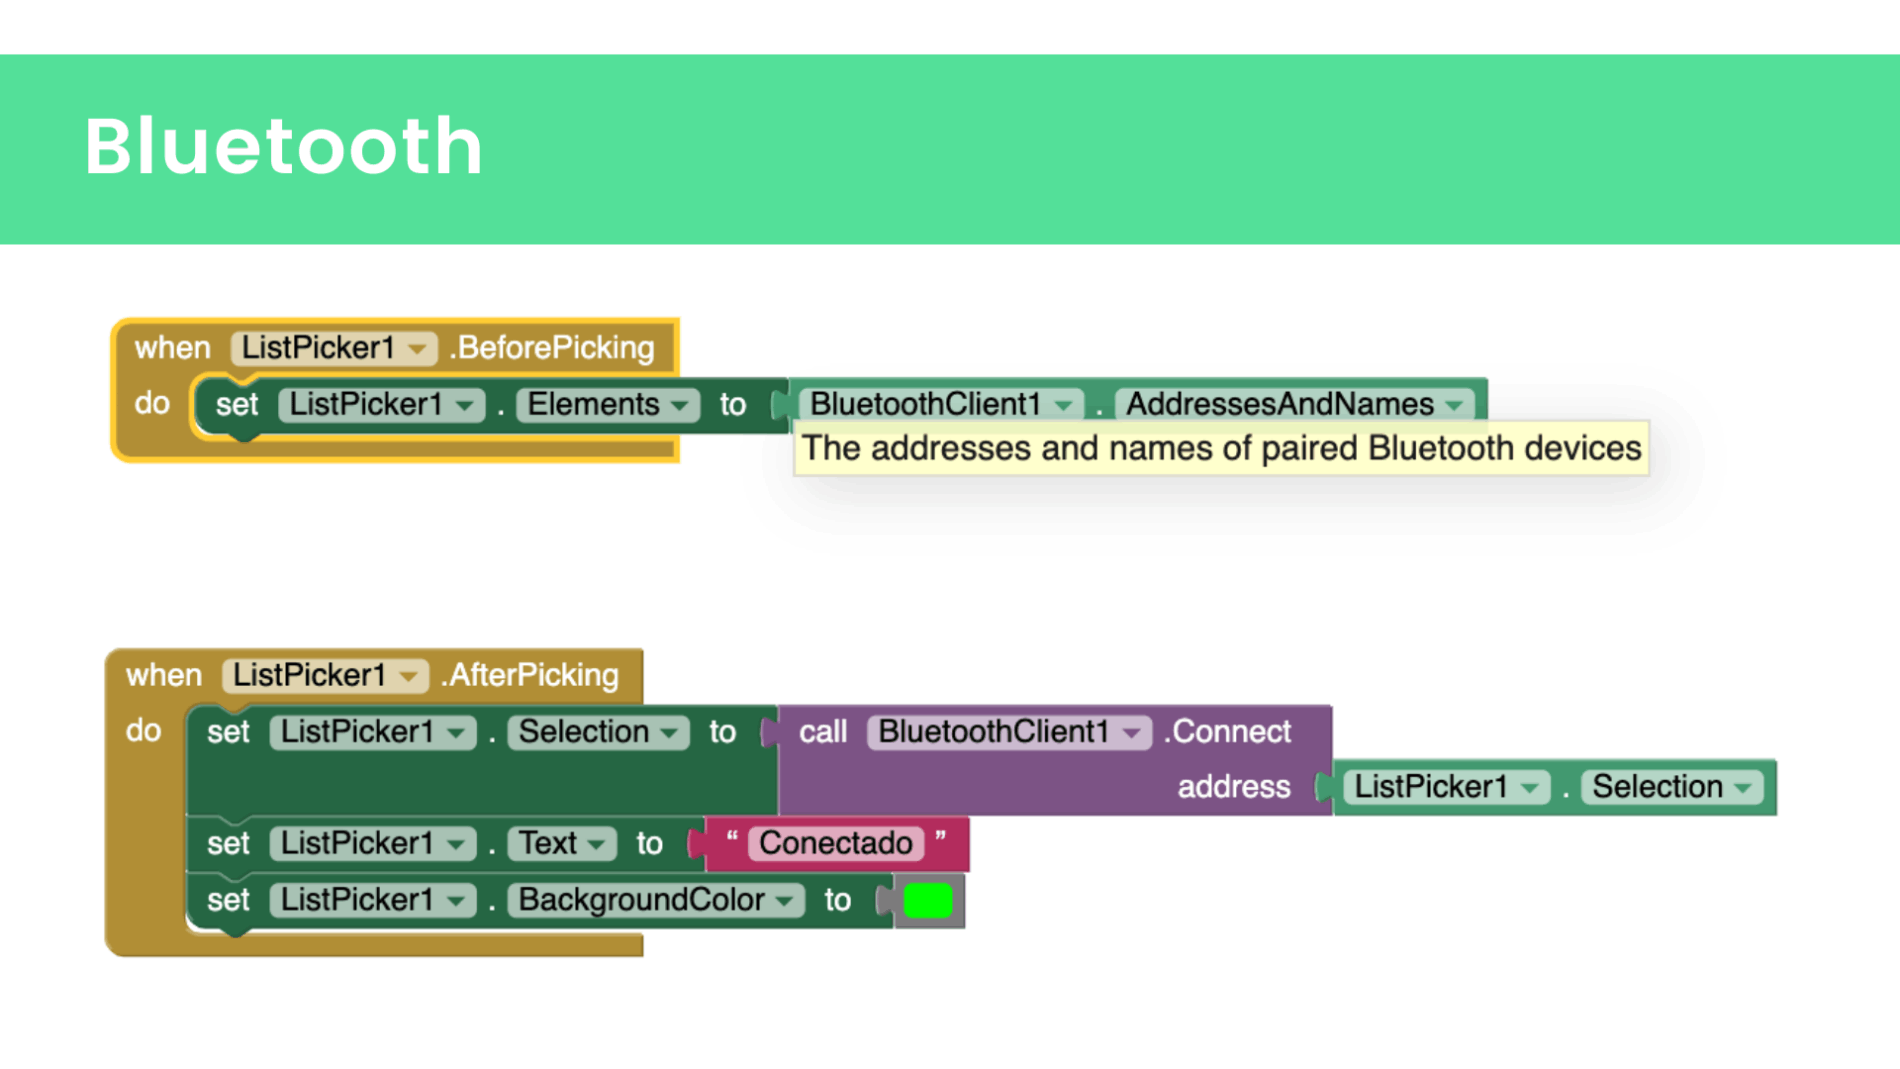 Bluetooth
when ListPicker1 .BeforePicking
do set ListPicker1 . Elements to BluetoothClient1 . AddressesAndNames
The addresses and names of paired Bluetooth devices
when ListPicker1 .AfterPicking
do set ListPicker1 . Selection to call BluetoothClient1 .Connect
address ListPicker1 . Selection
set ListPicker1 . Text to “ Conectado ”
set ListPicker1 . BackgroundColor to